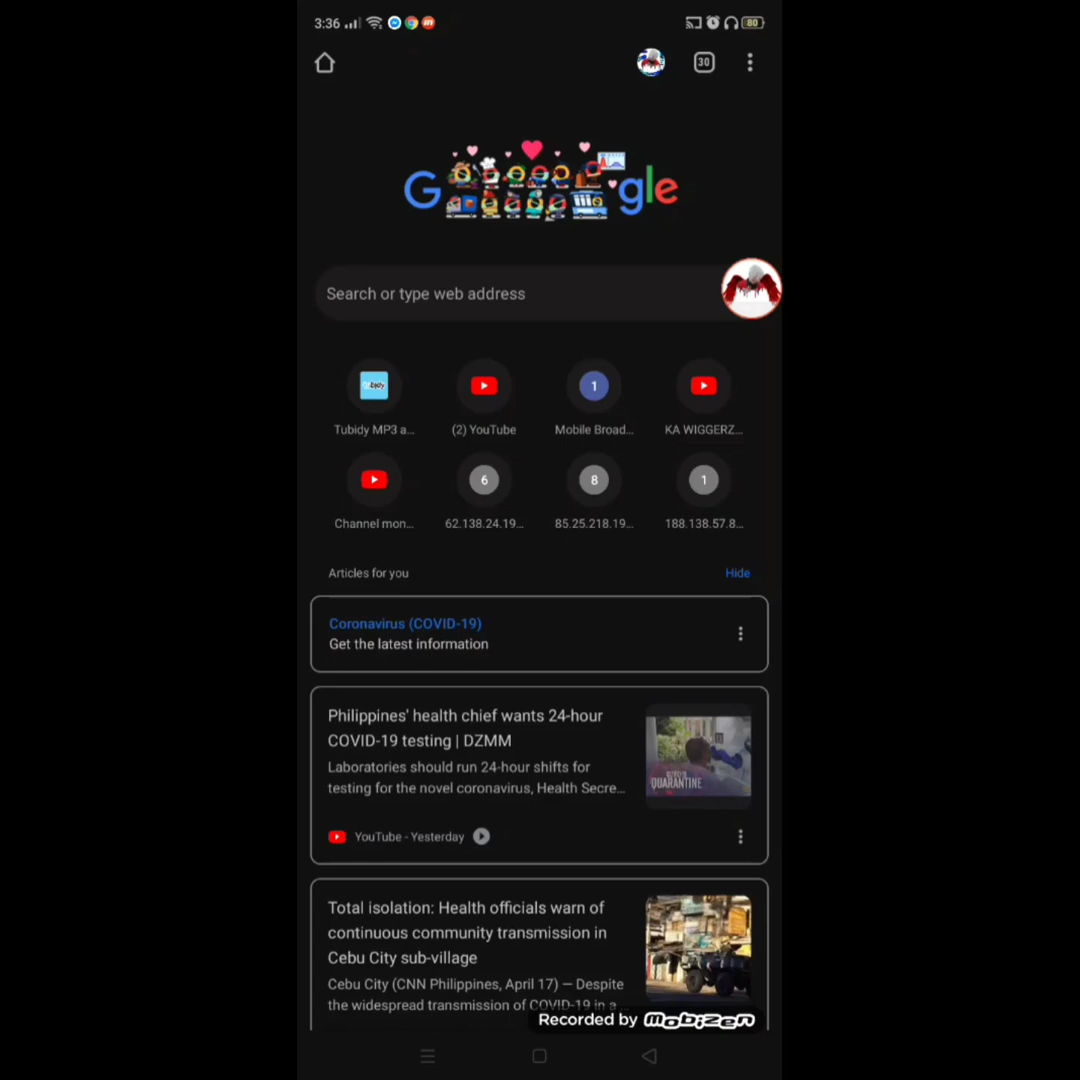 3:36
80
30
G gle
Search or type web address
Tubidy MP3 a...
(2) YouTube
1
Mobile Broad...
KA WIGGERZ...
Channel mon...
6
62.138.24.19...
8
85.25.218.19...
1
188.138.57.8...
Articles for you
Hide
Coronavirus (COVID-19)
Get the latest information
Philippines' health chief wants 24-hour
COVID-19 testing | DZMM
Laboratories should run 24-hour shifts for
testing for the novel coronavirus, Health Secre...
QUARANTINE
YouTube - Yesterday
Total isolation: Health officials warn of
continuous community transmission in
Cebu City sub-village
Cebu City (CNN Philippines, April 17) — Despite
the widespread transmission of COVID-19 in a
Recorded by mobizen